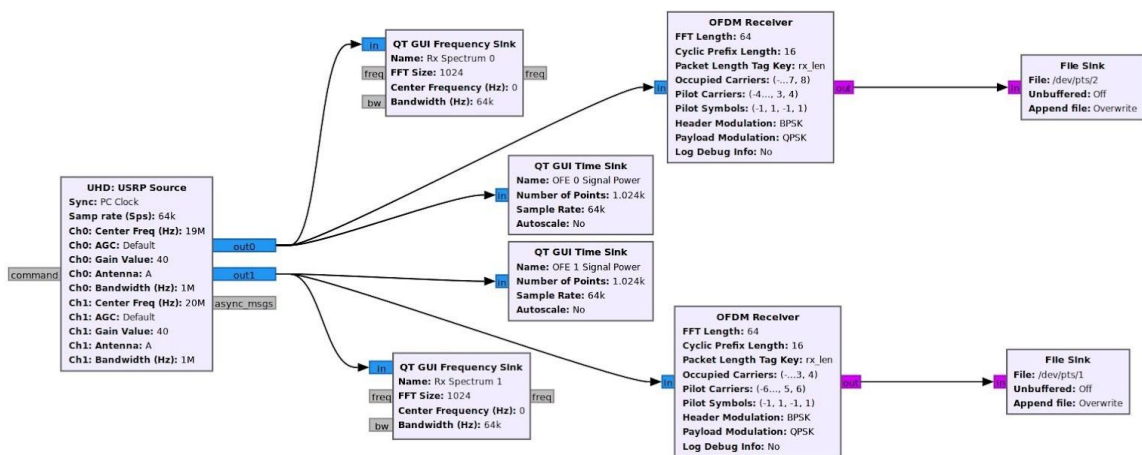 UHD: USRP Source
Sync: PC Clock
Samp rate (Sps): 64k
Ch0: Center Freq (Hz): 19M
Ch0: AGC: Default
Ch0: Gain Value: 40
Ch0: Antenna: A
Ch0: Bandwidth (Hz): 1M
Ch1: Center Freq (Hz): 20M
Ch1: AGC: Default
Ch1: Gain Value: 40
Ch1: Antenna: A
Ch1: Bandwidth (Hz): 1M
command
out0
out1
async_msgs
QT GUI Frequency Sink
Name: Rx Spectrum 0
FFT Size: 1024
Center Frequency (Hz): 0
Bandwidth (Hz): 64k
in
freq
bw
freq
OFDM Receiver
FFT Length: 64
Cyclic Prefix Length: 16
Packet Length Tag Key: rx_len
Occupied Carriers: (-...7, 8)
Pilot Carriers: (-4..., 3, 4)
Pilot Symbols: (-1, 1, -1, 1)
Header Modulation: BPSK
Payload Modulation: QPSK
Log Debug Info: No
in
out
File Sink
File: /dev/pts/2
Unbuffered: Off
Append file: Overwrite
in
QT GUI Time Sink
Name: OFE 0 Signal Power
Number of Points: 1.024k
Sample Rate: 64k
Autoscale: No
in
QT GUI Time Sink
Name: OFE 1 Signal Power
Number of Points: 1.024k
Sample Rate: 64k
Autoscale: No
in
QT GUI Frequency Sink
Name: Rx Spectrum 1
FFT Size: 1024
Center Frequency (Hz): 0
Bandwidth (Hz): 64k
in
freq
bw
freq
OFDM Receiver
FFT Length: 64
Cyclic Prefix Length: 16
Packet Length Tag Key: rx_len
Occupied Carriers: (-...3, 4)
Pilot Carriers: (-6..., 5, 6)
Pilot Symbols: (-1, 1, -1, 1)
Header Modulation: BPSK
Payload Modulation: QPSK
Log Debug Info: No
in
out
File Sink
File: /dev/pts/1
Unbuffered: Off
Append file: Overwrite
in